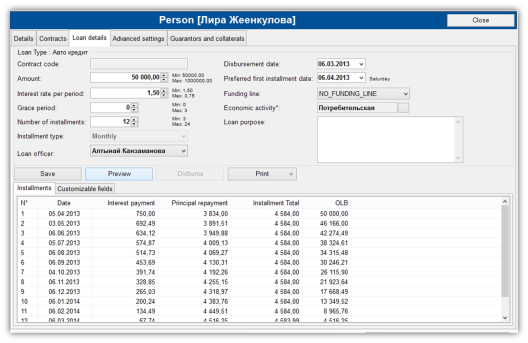 Person [Лира Жеенкулова]
Close
Details Contracts Loan details Advanced settings Guarantors and collaterals
Loan Type : Авто кредит
Contract code:
Amount: 50 000,00 Min: 50000,00
Max: 1000000,00
Interest rate per period: 1,50 Min: 1,00
Max: 3,75
Grace period: 0 Min: 0
Max: 3
Number of installments: 12 Min: 3
Max: 24
Installment type: Monthly
Loan officer: Алтынай Канзаманова
Disbursement date: 06.03.2013
Preferred first installment date: 06.04.2013 Saturday
Funding line: NO_FUNDING_LINE
Economic activity*: Потребительская
Loan purpose:
Save Preview Disburse Print
Installments Customizable fields
N° Date Interest payment Principal repayment Installment Total OLB
1 05.04.2013 750,00 3 834,00 4 584,00 50 000,00
2 03.05.2013 692,49 3 891,51 4 584,00 46 166,00
3 06.06.2013 634,12 3 949,88 4 584,00 42 274,49
4 05.07.2013 574,87 4 009,13 4 584,00 38 324,61
5 06.08.2013 514,73 4 069,27 4 584,00 34 315,48
6 06.09.2013 453,69 4 130,31 4 584,00 30 246,21
7 04.10.2013 391,74 4 192,26 4 584,00 26 115,90
8 06.11.2013 328,85 4 255,15 4 584,00 21 923,64
9 06.12.2013 265,03 4 318,97 4 584,00 17 668,49
10 06.01.2014 200,24 4 383,76 4 584,00 13 349,52
11 06.02.2014 134,49 4 449,51 4 584,00 8 965,76
12 06.03.2014 67,74 4 516,25 4 583,99 4 516,25